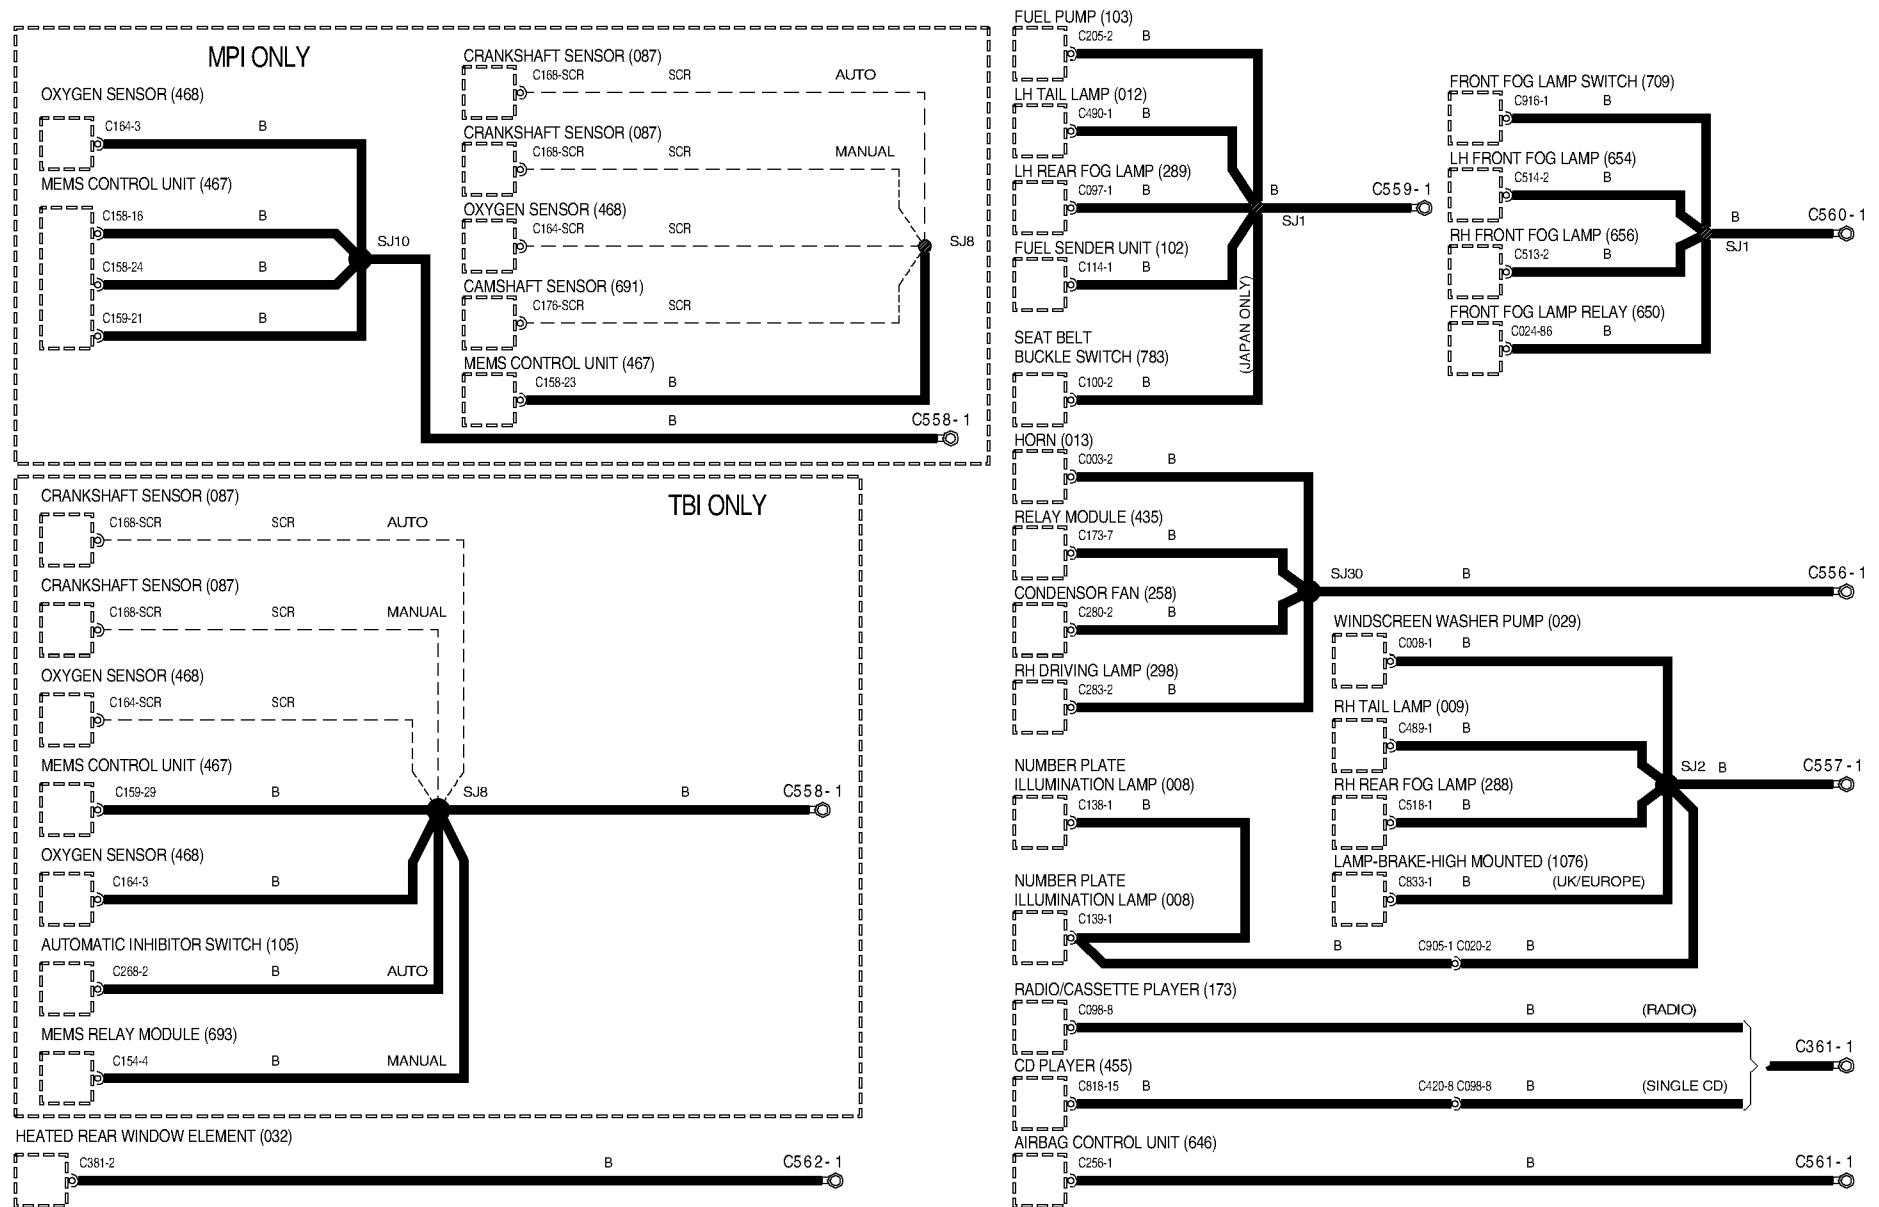 MPI ONLY
OXYGEN SENSOR (468)
C164-3 B
MEMS CONTROL UNIT (467)
C158-16 B
C158-24 B
C159-21 B
SJ10
CRANKSHAFT SENSOR (087)
C168-SCR SCR AUTO
CRANKSHAFT SENSOR (087)
C168-SCR SCR MANUAL
OXYGEN SENSOR (468)
C164-SCR SCR
SJ8
CAMSHAFT SENSOR (691)
C176-SCR SCR
MEMS CONTROL UNIT (467)
C158-23 B
B C558-1
TBI ONLY
CRANKSHAFT SENSOR (087)
C168-SCR SCR AUTO
CRANKSHAFT SENSOR (087)
C168-SCR SCR MANUAL
OXYGEN SENSOR (468)
C164-SCR SCR
MEMS CONTROL UNIT (467)
C159-29 B SJ8 B C558-1
OXYGEN SENSOR (468)
C164-3 B
AUTOMATIC INHIBITOR SWITCH (105)
C268-2 B AUTO
MEMS RELAY MODULE (693)
C154-4 B MANUAL
HEATED REAR WINDOW ELEMENT (032)
C381-2 B C562-1
FUEL PUMP (103)
C205-2 B
LH TAIL LAMP (012)
C490-1 B
LH REAR FOG LAMP (289)
C097-1 B B C559-1
SJ1
FUEL SENDER UNIT (102)
C114-1 B
(JAPAN ONLY)
SEAT BELT
BUCKLE SWITCH (783)
C100-2 B
FRONT FOG LAMP SWITCH (709)
C916-1 B
LH FRONT FOG LAMP (654)
C514-2 B
B C560-1
SJ1
RH FRONT FOG LAMP (656)
C513-2 B
FRONT FOG LAMP RELAY (650)
C024-86 B
HORN (013)
C003-2 B
RELAY MODULE (435)
C173-7 B
SJ30 B C556-1
CONDENSOR FAN (258)
C280-2 B
RH DRIVING LAMP (298)
C283-2 B
WINDSCREEN WASHER PUMP (029)
C008-1 B
RH TAIL LAMP (009)
C489-1 B
SJ2 B C557-1
RH REAR FOG LAMP (288)
C518-1 B
LAMP-BRAKE-HIGH MOUNTED (1076)
C833-1 B (UK/EUROPE)
NUMBER PLATE
ILLUMINATION LAMP (008)
C138-1 B
NUMBER PLATE
ILLUMINATION LAMP (008)
C139-1
B C905-1 C020-2 B
RADIO/CASSETTE PLAYER (173)
C098-8 B (RADIO)
C361-1
CD PLAYER (455)
C818-15 B C420-8 C098-8 B (SINGLE CD)
AIRBAG CONTROL UNIT (646)
C256-1 B C561-1